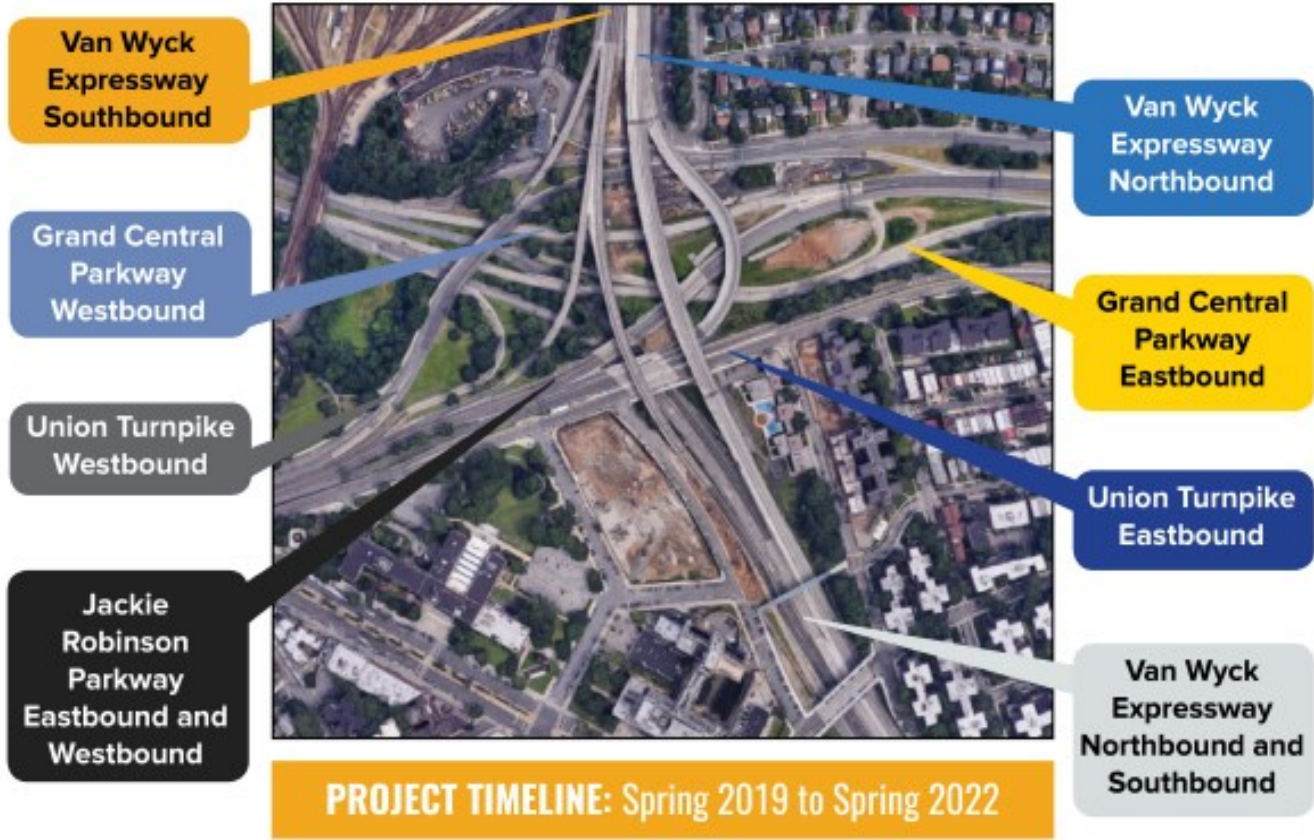 Van Wyck
Expressway
Southbound
Grand Central
Parkway
Westbound
Union Turnpike
Westbound
Jackie
Robinson
Parkway
Eastbound and
Westbound
Van Wyck
Expressway
Northbound
Grand Central
Parkway
Eastbound
Union Turnpike
Eastbound
Van Wyck
Expressway
Northbound and
Southbound
PROJECT TIMELINE: Spring 2019 to Spring 2022